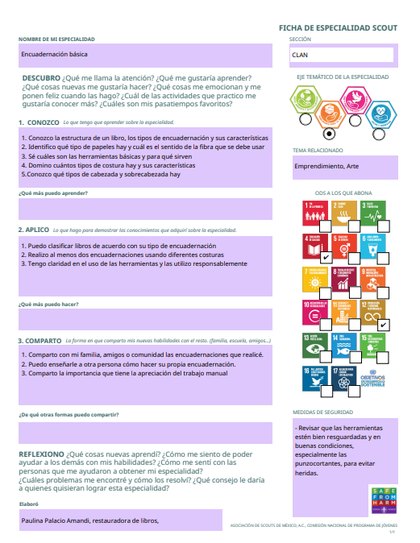 FICHA DE ESPECIALIDAD SCOUT
NOMBRE DE MI ESPECIALIDAD
Encuadernación básica
SECCIÓN
CLAN
DESCUBRO ¿Qué me llama la atención? ¿Qué me gustaría aprender?
¿Qué cosas nuevas me gustaría hacer? ¿Qué cosas me emocionan y me
ponen feliz cuando las hago? ¿Cuál de las actividades que practico me
gustaría conocer más? ¿Cuáles son mis pasatiempos favoritos?
EJE TEMÁTICO DE LA ESPECIALIDAD
1. CONOZCO Lo que tengo que aprender sobre la especialidad.
1. Conozco la estructura de un libro, los tipos de encuadernación y sus características
2. Identifico qué tipo de papeles hay y cuál es el sentido de la fibra que se debe usar
3. Sé cuáles son las herramientas básicas y para qué sirven
4. Domino cuántos tipos de costura hay y sus características
5.Conozco qué tipos de cabezada y sobrecabezada hay
TEMA RELACIONADO
Emprendimiento, Arte
¿Qué más puedo aprender?
ODS A LOS QUE ABONA
2. APLICO Lo que hago para demostrar los conocimientos que adquirí sobre la especialidad.
1. Puedo clasificar libros de acuerdo con su tipo de encuadernación
2. Realizo al menos dos encuadernaciones usando diferentes costuras
3. Tengo claridad en el uso de las herramientas y las utilizo responsablemente
¿Qué más puedo hacer?
3. COMPARTO La forma en que comparto mis nuevas habilidades con el resto. (familia, escuela, amigos...)
1. Comparto con mi familia, amigos o comunidad las encuadernaciones que realicé.
2. Puedo enseñarle a otra persona cómo hacer su propia encuadernación.
3. Comparto la importancia que tiene la apreciación del trabajo manual
OBJETIVOS
¿De qué otras formas puedo compartir?
MEDIDAS DE SEGURIDAD
- Revisar que las herramientas
estén bien resguardadas y en
buenas condiciones,
especialmente las
punzocortantes, para evitar
heridas.
REFLEXIONO ¿Qué cosas nuevas aprendí? ¿Cómo me siento de poder
ayudar a los demás con mis habilidades? ¿Cómo me sentí con las
personas que me ayudaron a obtener mi especialidad?
¿Cuáles problemas me encontré y cómo los resolví? ¿Qué consejo le daría
a quienes quisieran lograr esta especialidad?
SAFE
FROM
HARM
Elaboró
Paulina Palacio Amandi, restauradora de libros,
ASOCIACIÓN DE SCOUTS DE MÉXICO, A.C., COMISIÓN NACIONAL DE PROGRAMA DE JÓVENES